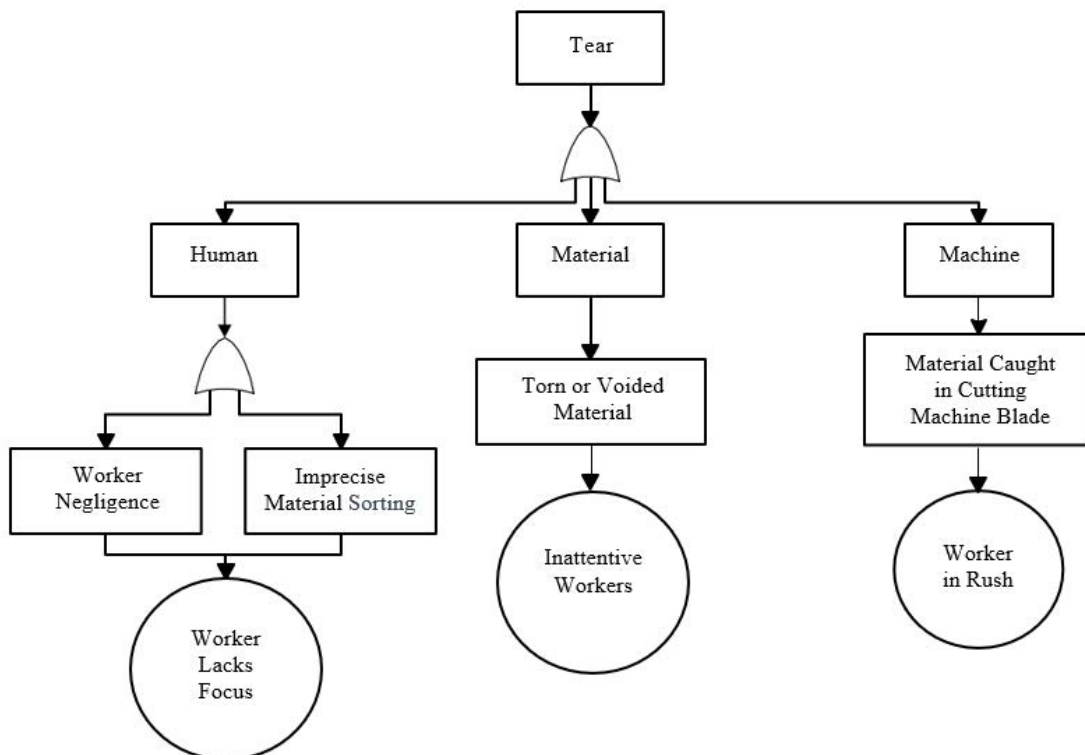 Tear
Human
Material
Machine
Torn or Voided
Material
Material Caught
in Cutting
Machine Blade
Worker
Negligence
Imprecise
Material Sorting
Inattentive
Workers
Worker
in Rush
Worker
Lacks
Focus